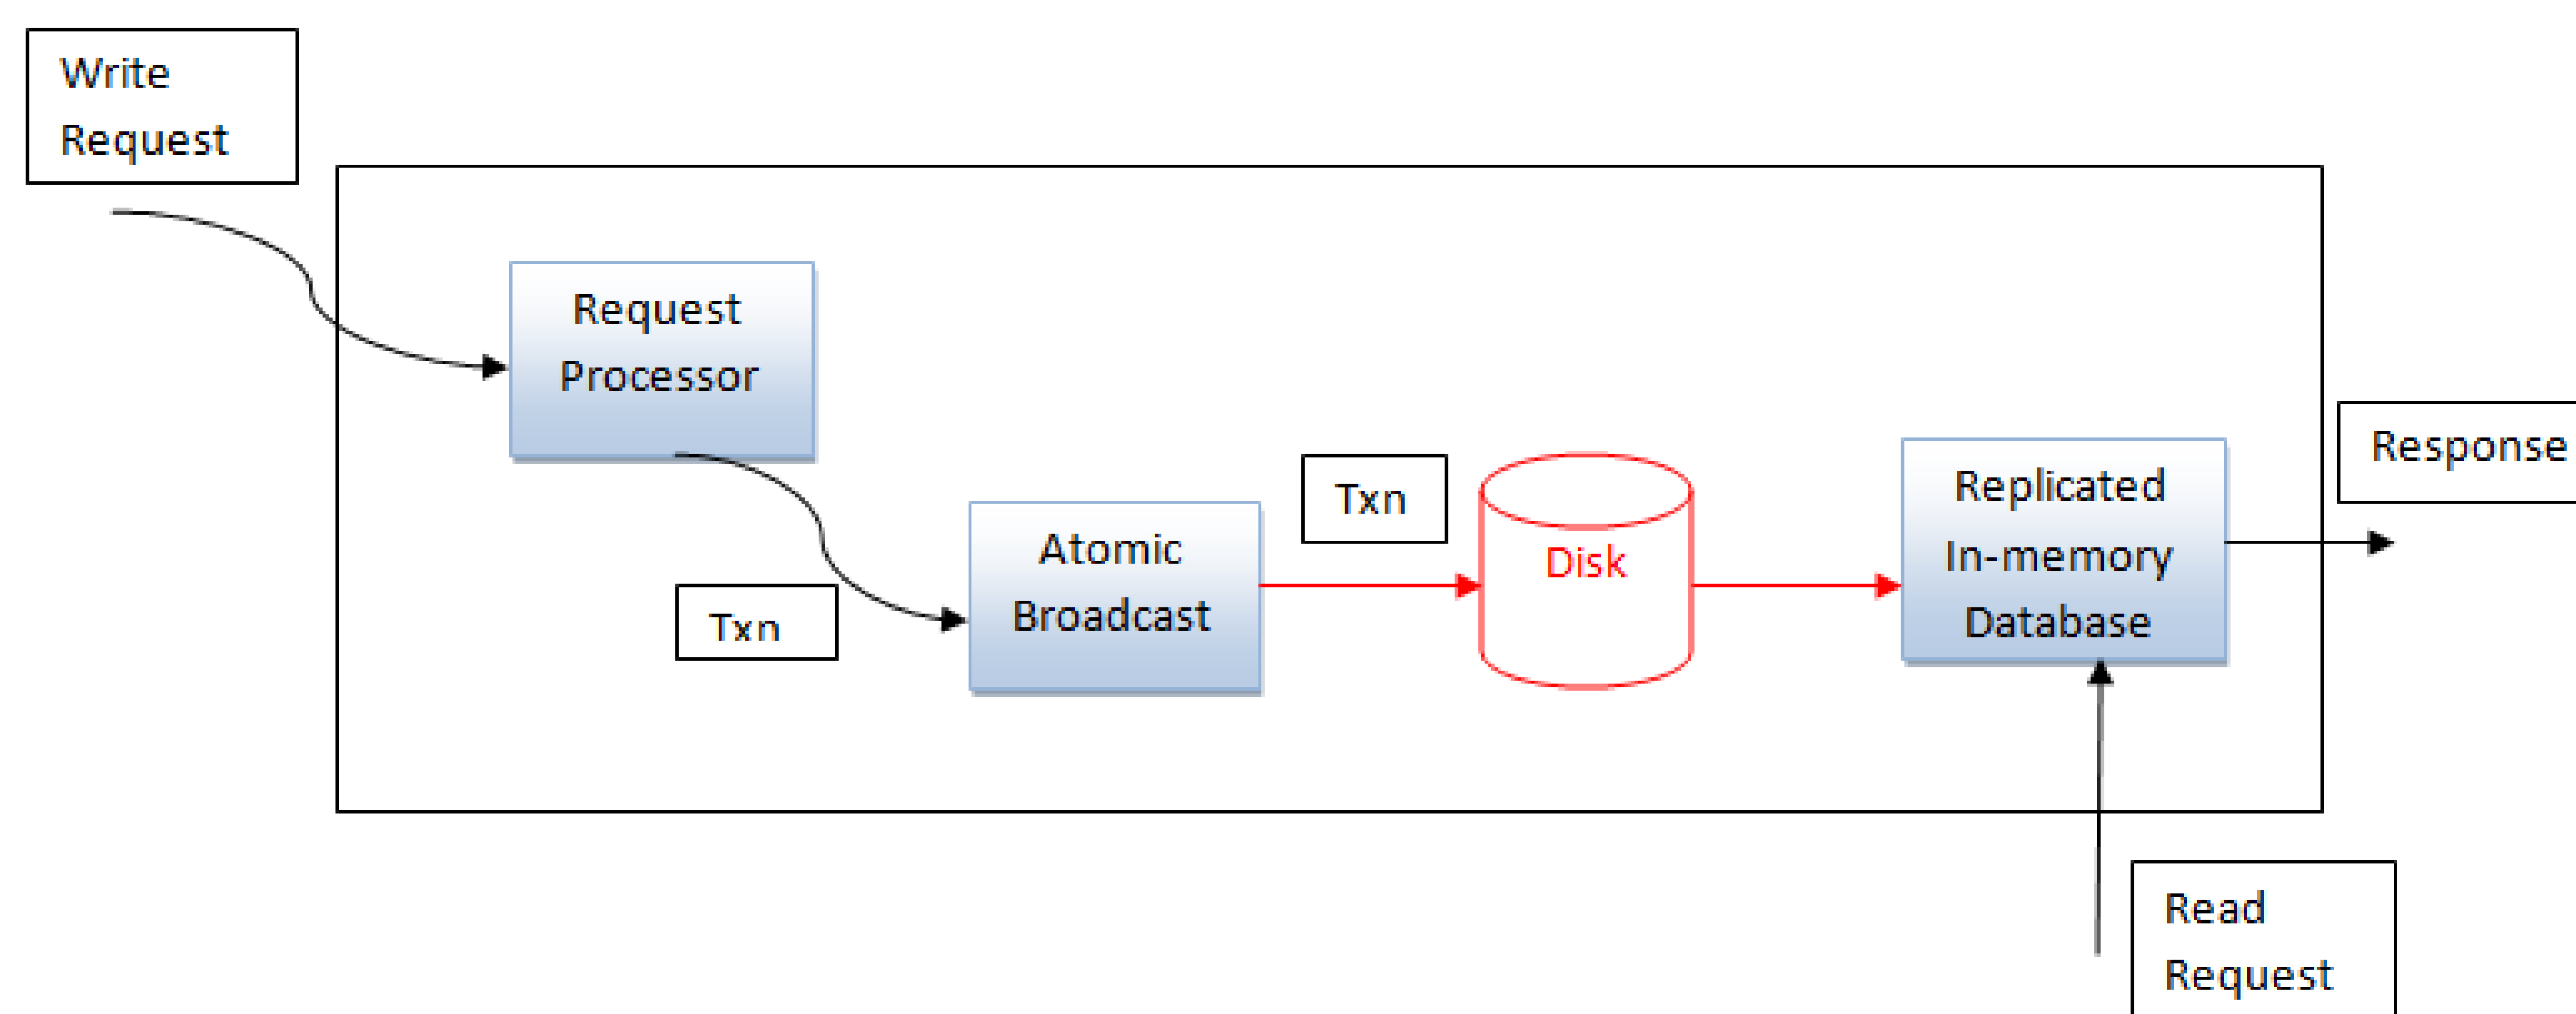 Write
Request
Request
Processor
Txn
Atomic
Broadcast
Txn
Disk
Replicated
In-memory
Database
Response
Read
Request